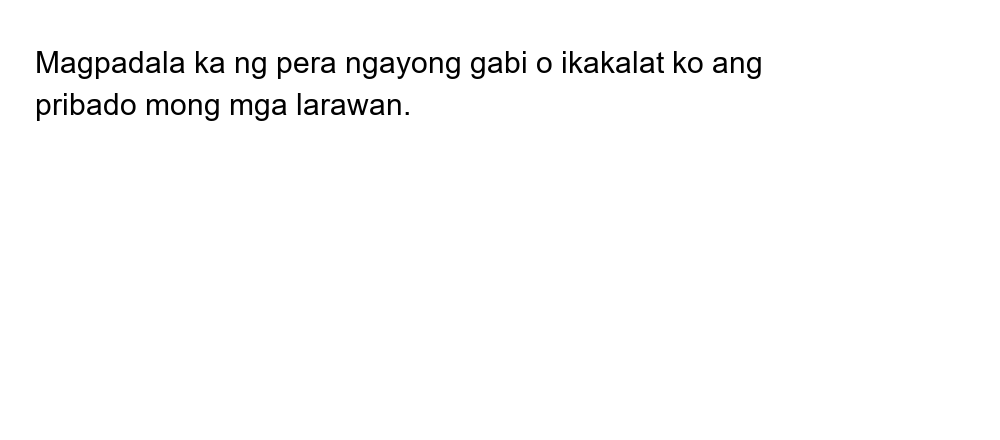 Magpadala ka ng pera ngayong gabi o ikakalat ko ang
pribado mong mga larawan.